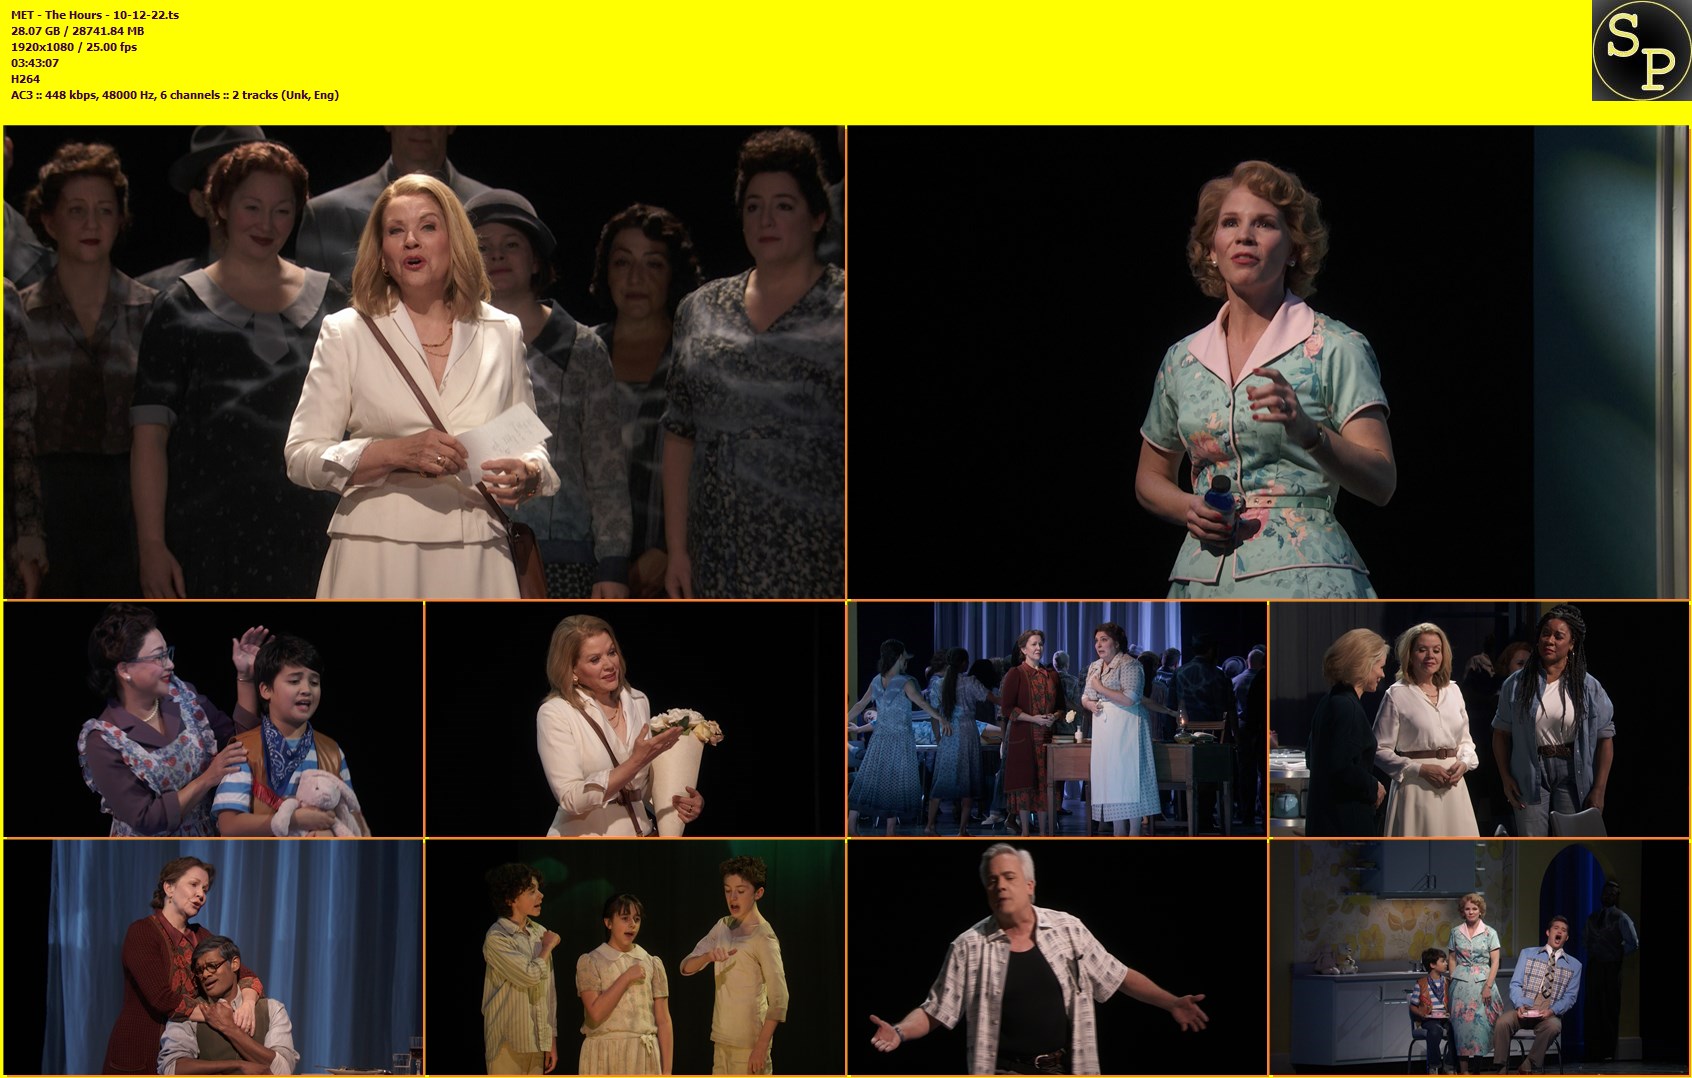 MET - The Hours - 10-12-22.ts
28.07 GB / 28741.84 MB
1920x1080 / 25.00 fps
03:43:07
H264
AC3 :: 448 kbps, 48000 Hz, 6 channels :: 2 tracks (Unk, Eng)
SP